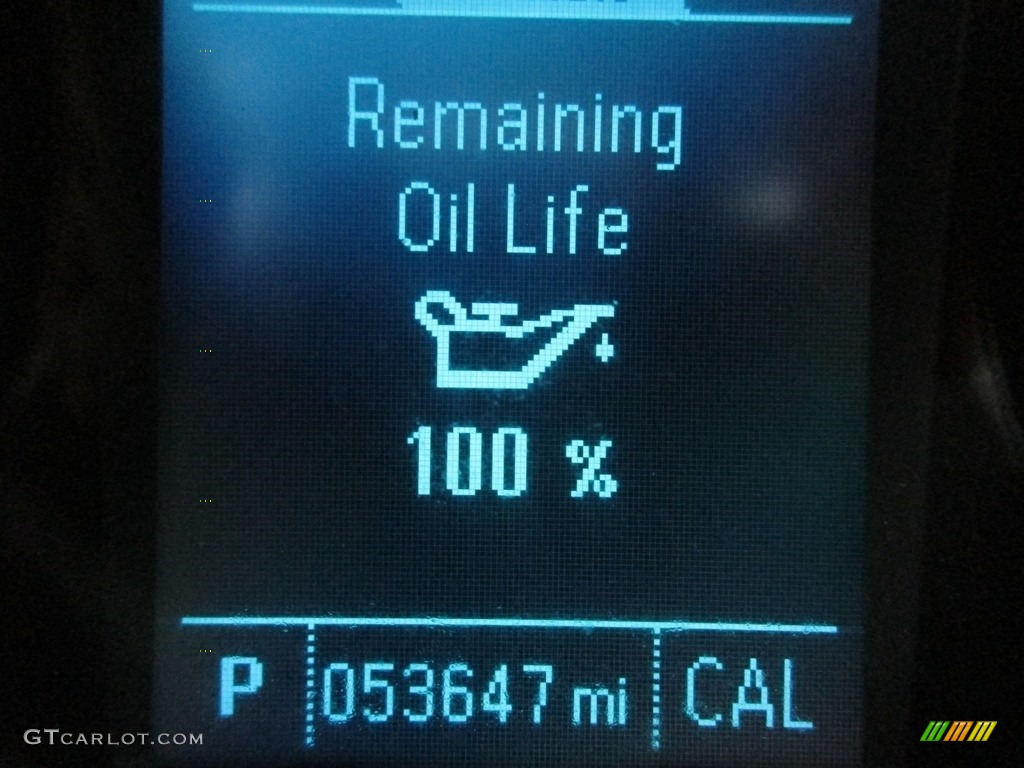 Remaining
Oil Life
100 %
P 053647 mi CAL
GTCARLOT.COM